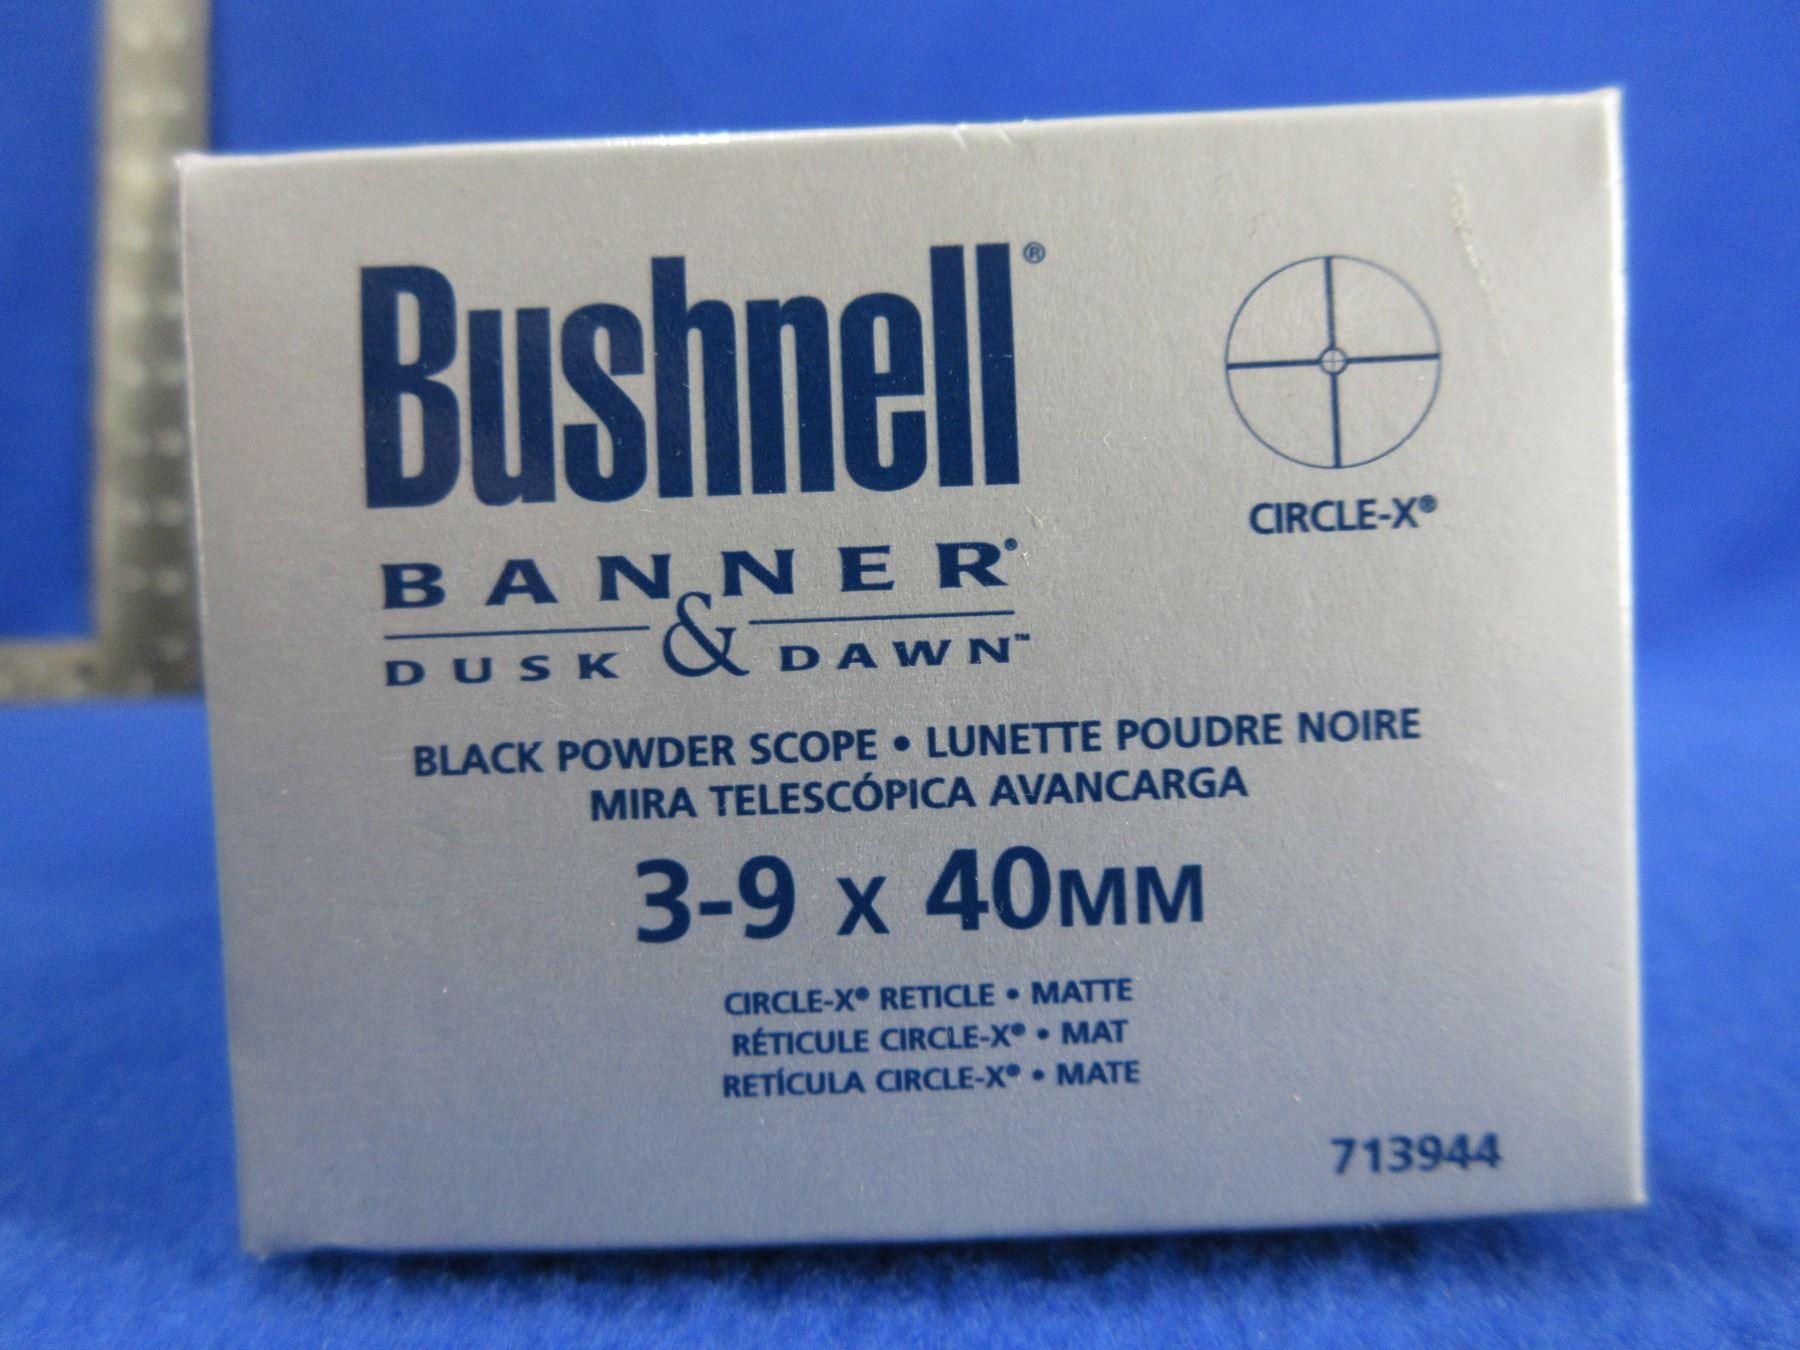 Bushnell®
CIRCLE-X®
BANNER®
DUSK & DAWN™
BLACK POWDER SCOPE • LUNETTE POUDRE NOIRE
MIRA TELESCÓPICA AVANCARGA
3-9 x 40MM
CIRCLE-X® RETICLE • MATTE
RÉTICULE CIRCLE-X® • MAT
RETÍCULA CIRCLE-X® • MATE
713944